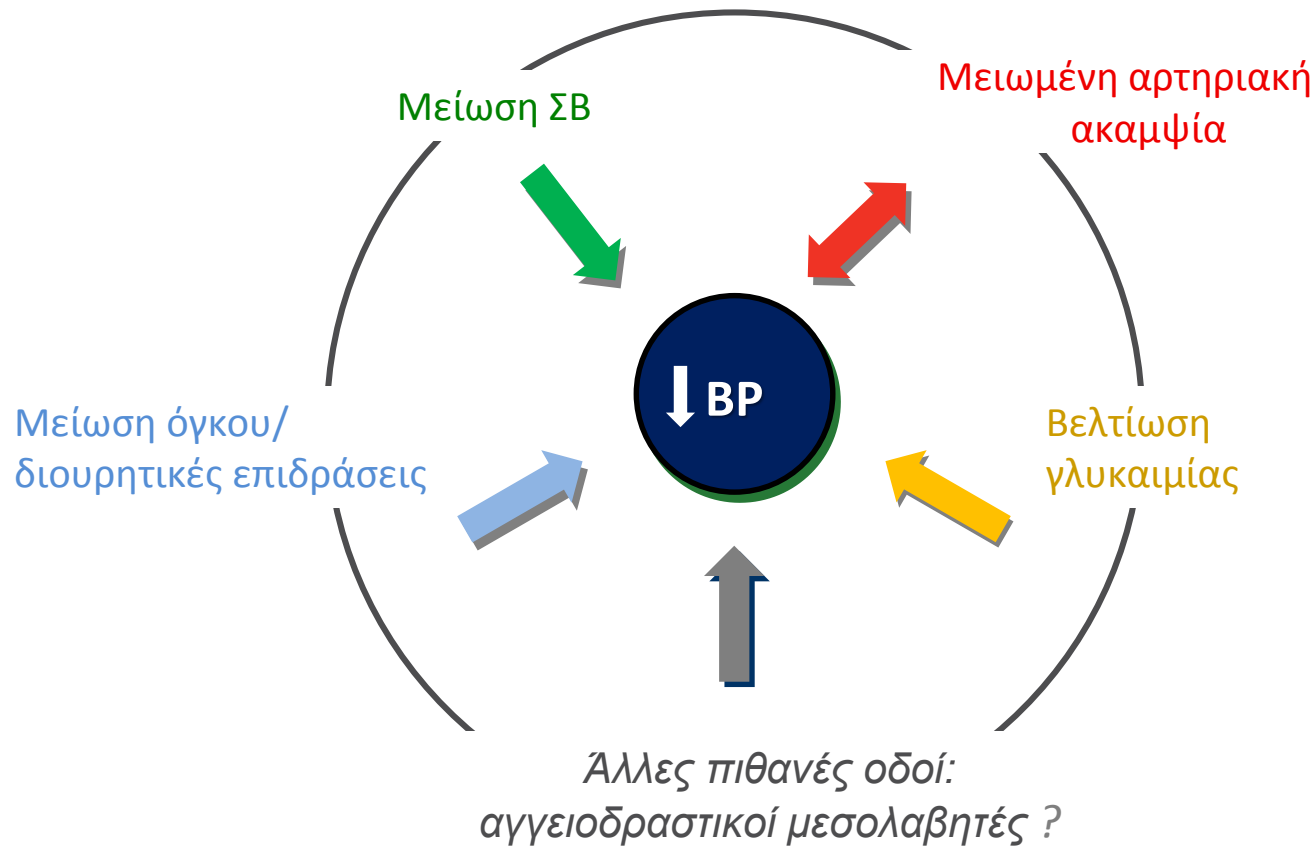 Μείωση ΣΒ
Μειωμένη αρτηριακή
ακαμψία
BP
Μείωση όγκου/
διουρητικές επιδράσεις
Βελτίωση
γλυκαιμίας
Άλλες πιθανές οδοί:
αγγειοδραστικοί μεσολαβητές ?